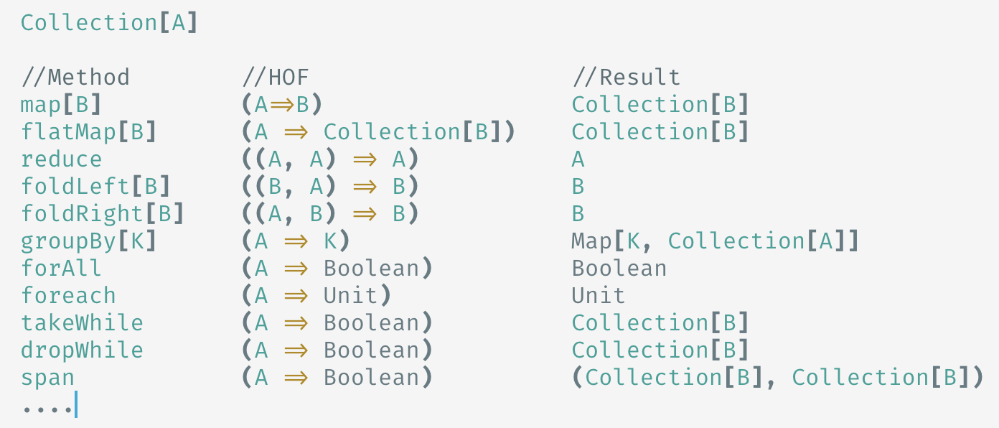 Collection[A]
//Method //HOF //Result
map[B] (A=>B) Collection[B]
flatMap[B] (A => Collection[B]) Collection[B]
reduce ((A, A) => A) A
foldLeft[B] ((B, A) => B) B
foldRight[B] ((A, B) => B) B
groupBy[K] (A => K) Map[K, Collection[A]]
forAll (A => Boolean) Boolean
foreach (A => Unit) Unit
takeWhile (A => Boolean) Collection[B]
dropWhile (A => Boolean) Collection[B]
span (A => Boolean) (Collection[B], Collection[B])
....